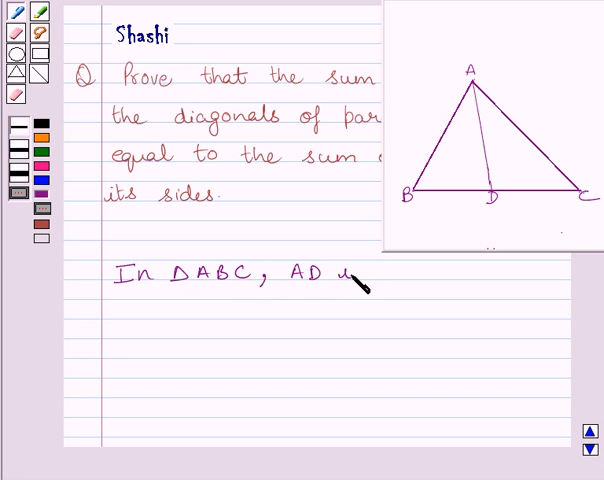 Shashi
Q Prove that the sum
the diagonals of par
equal to the sum
its sides.
In ΔABC, AD
A
B D C